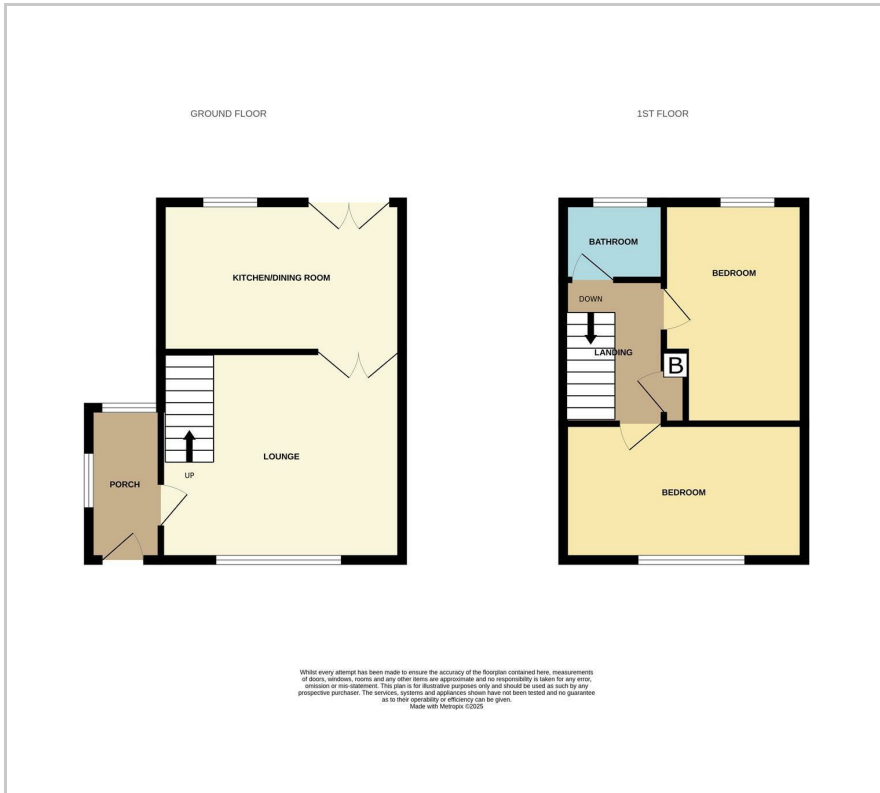 GROUND FLOOR
1ST FLOOR
KITCHEN/DINING ROOM
LOUNGE
UP
PORCH
BATHROOM
BEDROOM
DOWN
LANDING
B
BEDROOM
Whilst every attempt has been made to ensure the accuracy of the floorplan contained here, measurements
of doors, windows, rooms and any other items are approximate and no responsibility is taken for any error,
omission or mis-statement. This plan is for illustrative purposes only and should be used as such by any
prospective purchaser. The services, systems and appliances shown have not been tested and no guarantee
as to their operability or efficiency can be given.
Made with Metropix ©2025